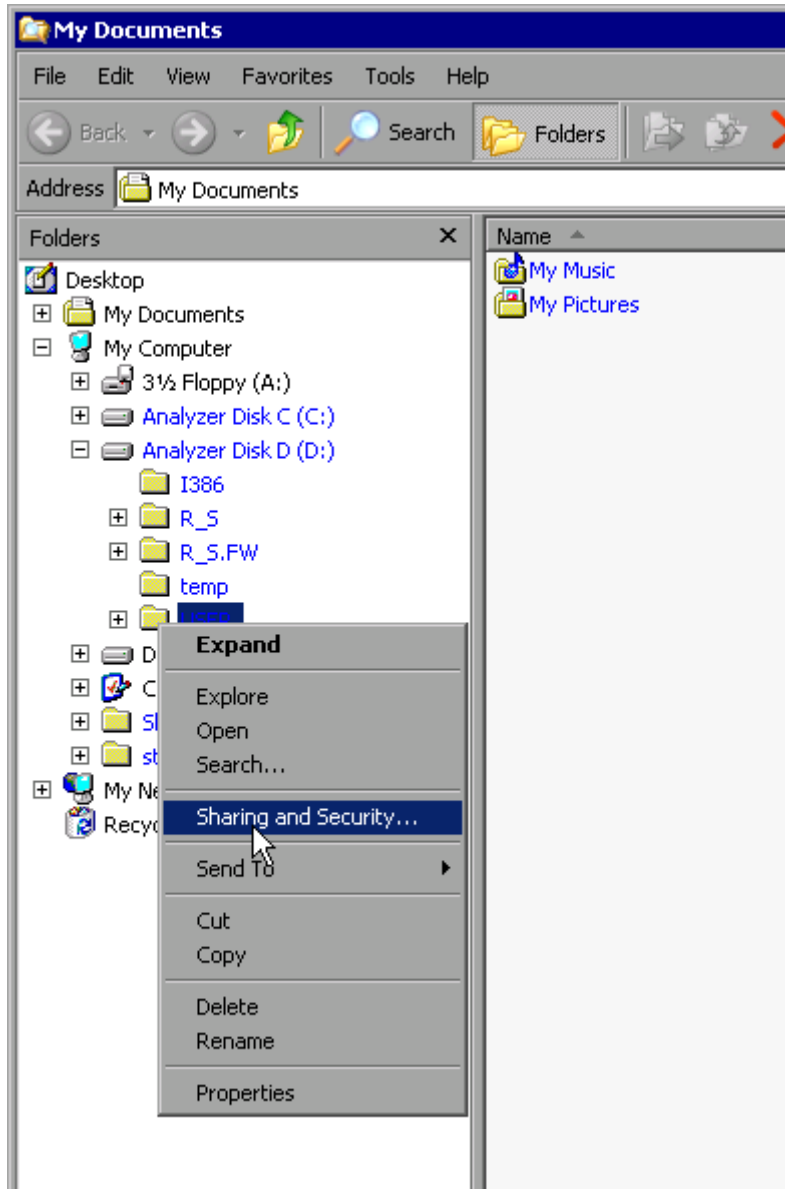 My Documents
File Edit View Favorites Tools Help
Back Search Folders
Address My Documents
Folders
Name
Desktop
My Music
My Documents
My Pictures
My Computer
3½ Floppy (A:)
Analyzer Disk C (C:)
Analyzer Disk D (D:)
I386
R_S
R_S.FW
temp
USER
Expand
Explore
Open
Search...
Sharing and Security...
Send To
Cut
Copy
Delete
Rename
Properties